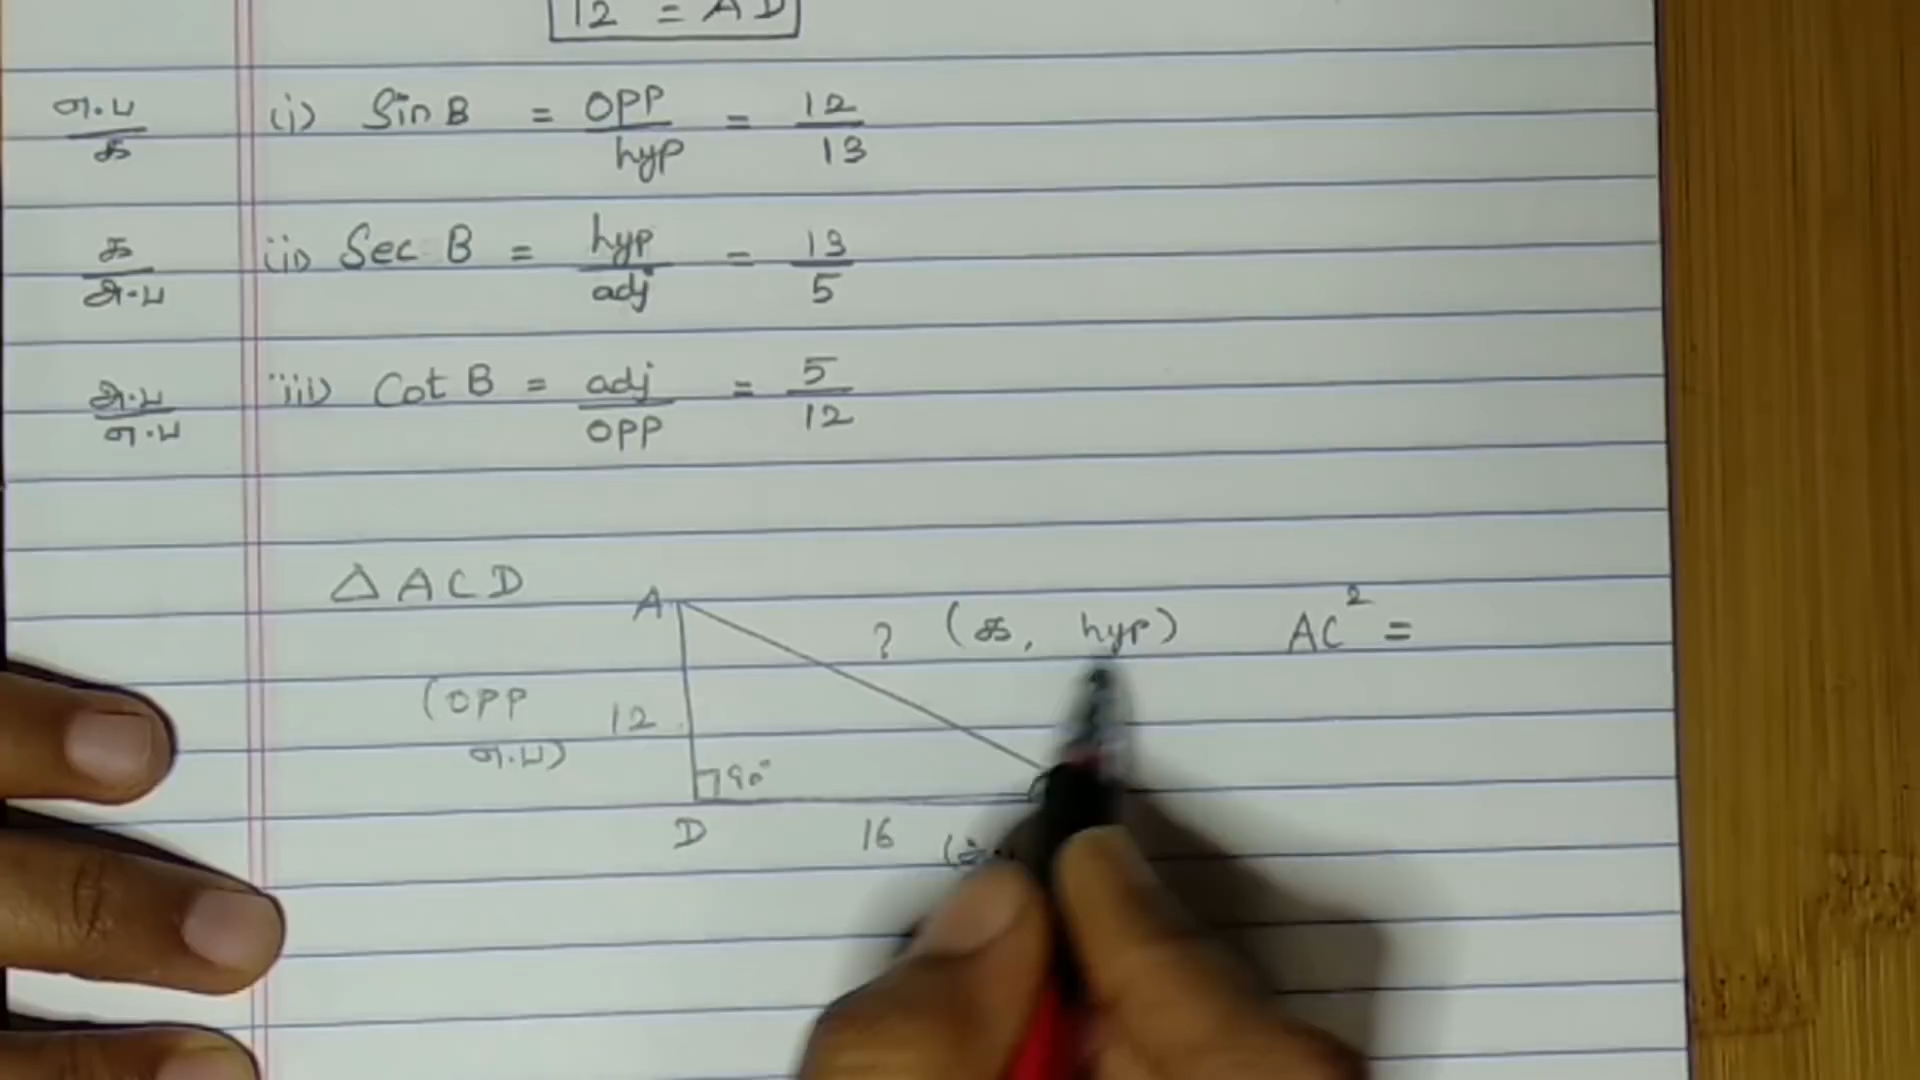 12 = AD
எ.ப / க (i) Sin B = opp / hyp = 12 / 13
க / அ.ப (ii) Sec B = hyp / adj = 13 / 5
அ.ப / எ.ப (iii) Cot B = adj / opp = 5 / 12
△ ACD
A ? (க, hyp) AC² =
(opp 12
எ.ப) 90°
D 16